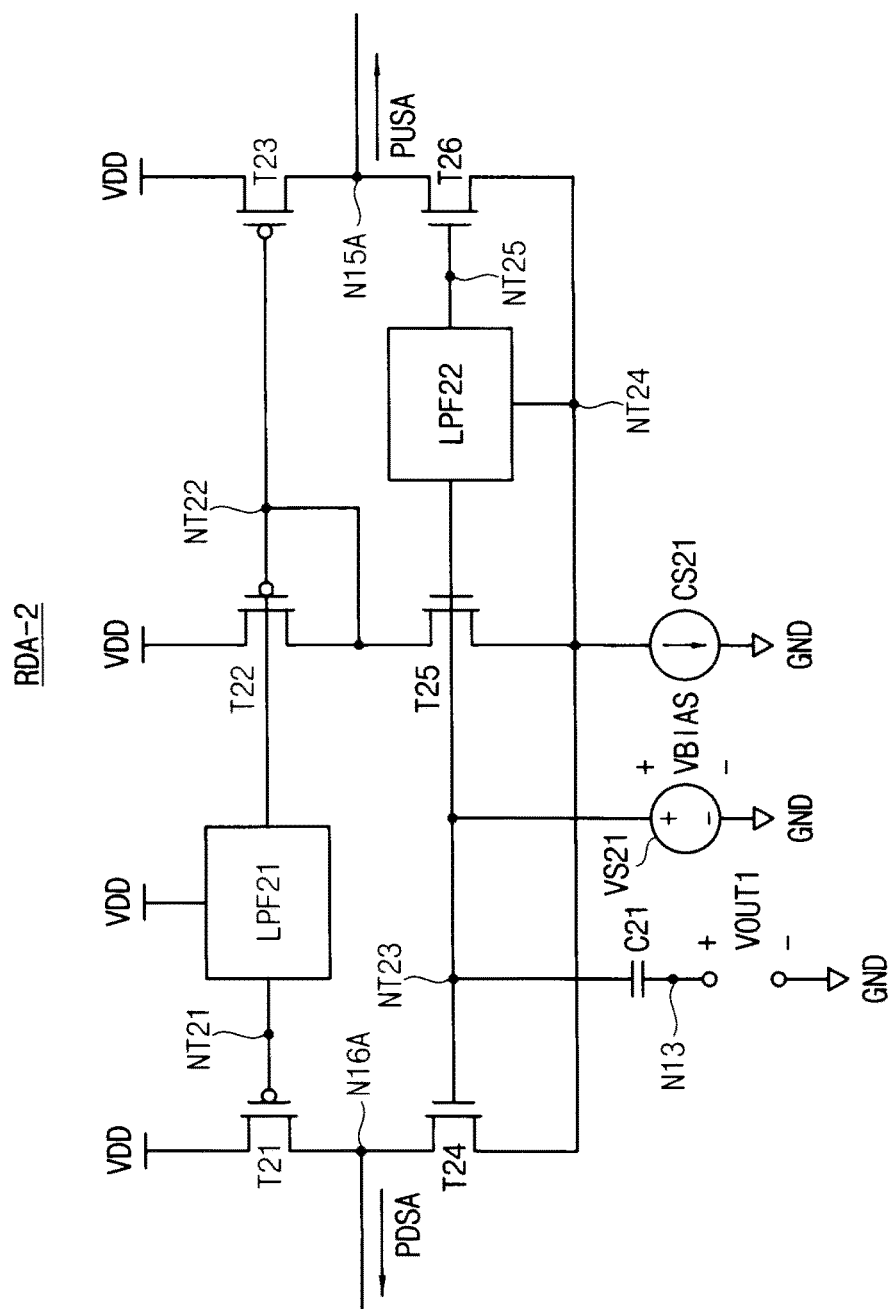 RDA-2
VDD
VDD
VDD
VDD
T21
NT21
LPF21
T22
NT22
T23
N16A
N15A
PDSA
PUSA
T24
NT23
T25
LPF22
NT25
T26
NT24
C21
N13
+
VOUT1
-
GND
VS21
+
-
+
VBIAS
-
GND
CS21
GND